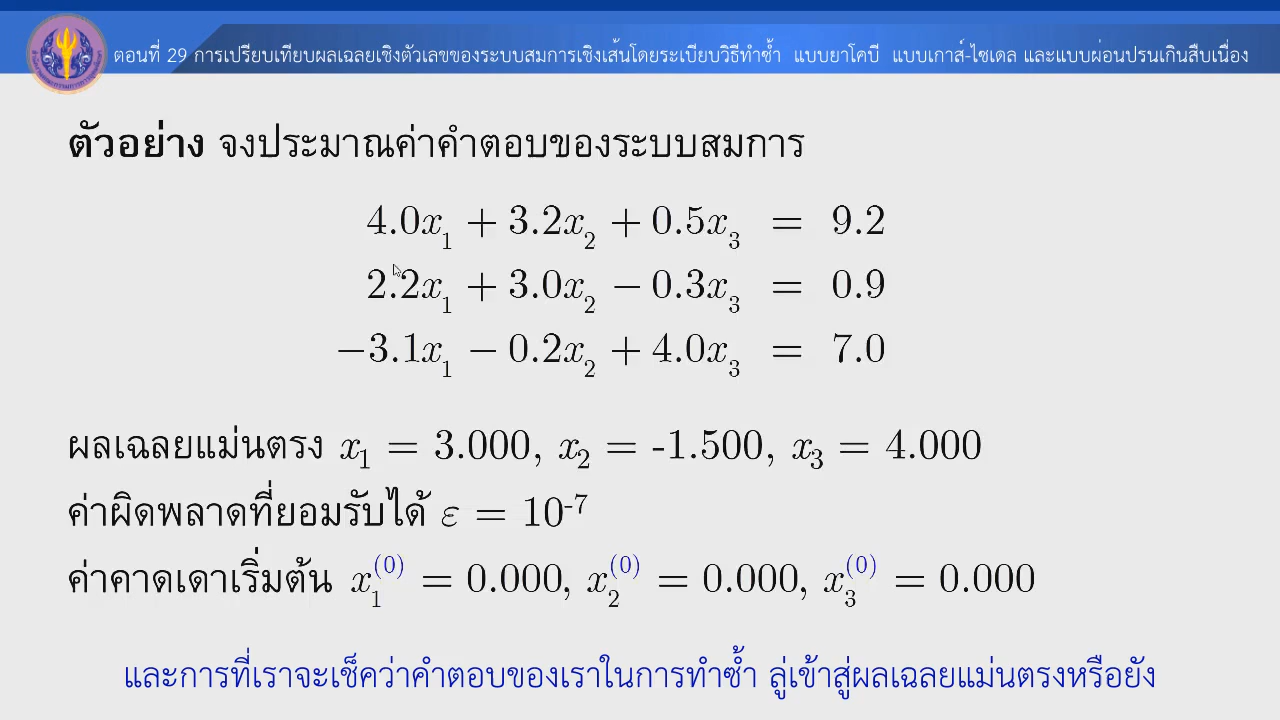 ตอนที่ 29 การเปรียบเทียบผลเฉลยเชิงตัวเลขของระบบสมการเชิงเส้นโดยระเบียบวิธีทำซ้ำ แบบยาโคบี แบบเกาส์-ไซเดล และแบบผ่อนปรนเกินสืบเนื่อง
ตัวอย่าง จงประมาณค่าคำตอบของระบบสมการ
4.0x₁ + 3.2x₂ + 0.5x₃ = 9.2
2.2x₁ + 3.0x₂ − 0.3x₃ = 0.9
−3.1x₁ − 0.2x₂ + 4.0x₃ = 7.0
ผลเฉลยแม่นตรง x₁ = 3.000, x₂ = -1.500, x₃ = 4.000
ค่าผิดพลาดที่ยอมรับได้ ε = 10⁻⁷
ค่าคาดเดาเริ่มต้น x₁⁽⁰⁾ = 0.000, x₂⁽⁰⁾ = 0.000, x₃⁽⁰⁾ = 0.000
และการที่เราจะเช็คว่าคำตอบของเราในการทำซ้ำ ลู่เข้าสู่ผลเฉลยแม่นตรงหรือยัง